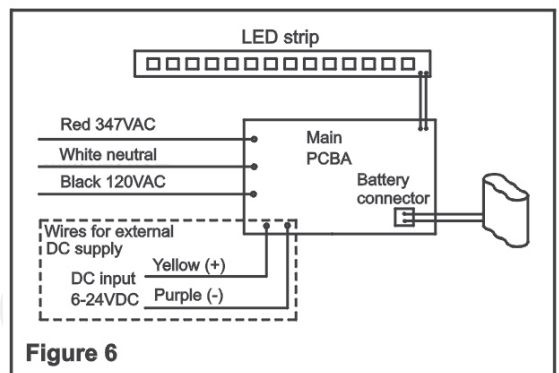 LED strip
Red 347VAC
White neutral
Black 120VAC
Main
PCBA
Battery
connector
Wires for external
DC supply
DC input
6-24VDC
Yellow (+)
Purple (-)
Figure 6